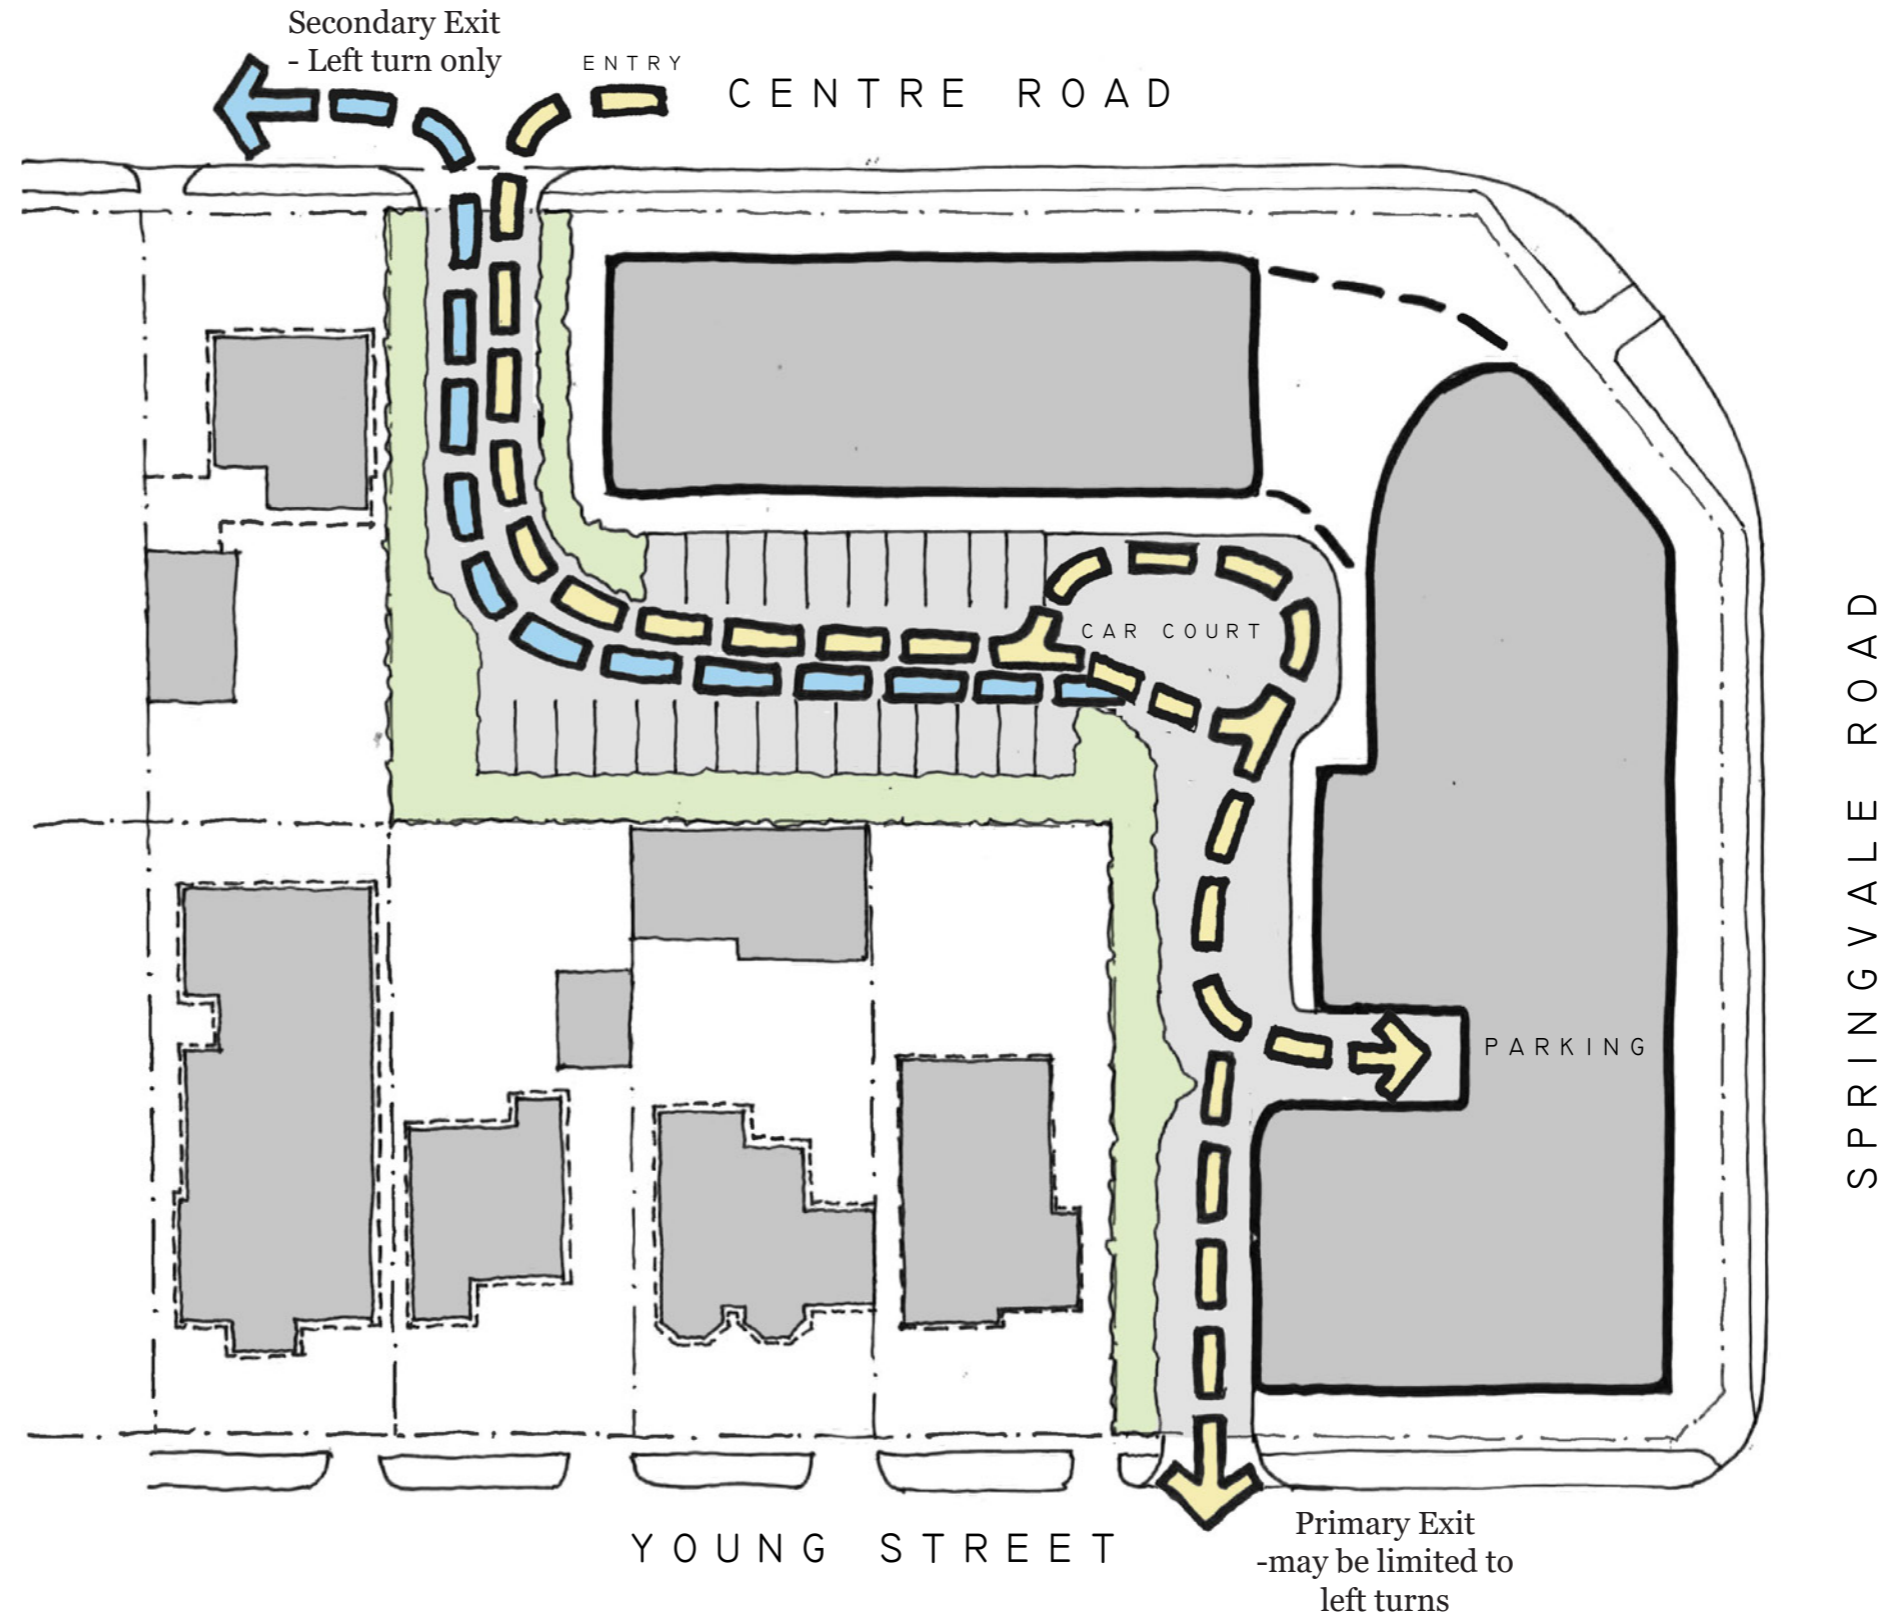 Secondary Exit
- Left turn only
ENTRY
CENTRE ROAD
CAR COURT
SPRINGVALE ROAD
PARKING
YOUNG STREET
Primary Exit
-may be limited to
left turns